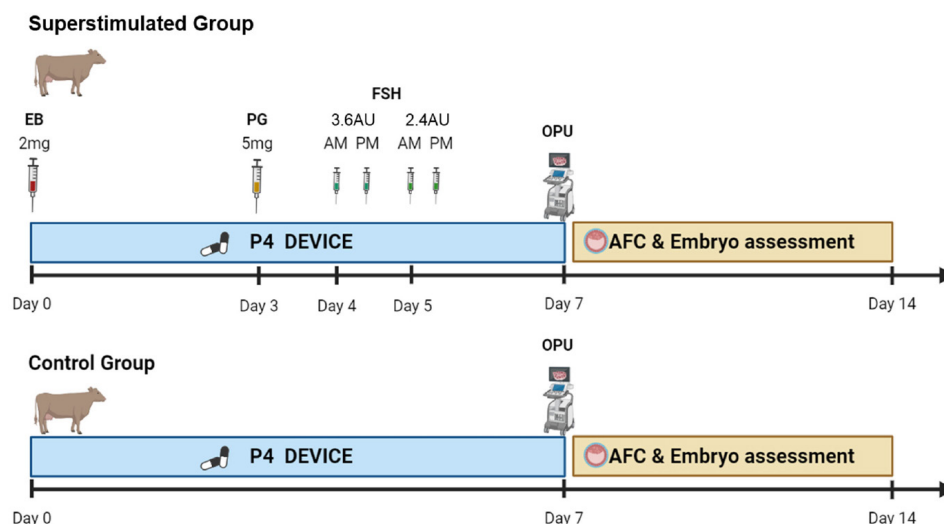 Superstimulated Group
FSH
EB PG 3.6AU 2.4AU
2mg 5mg AM PM AM PM
OPU
P4 DEVICE
AFC & Embryo assessment
Day 0 Day 3 Day 4 Day 5 Day 7 Day 14
Control Group
OPU
P4 DEVICE
AFC & Embryo assessment
Day 0 Day 7 Day 14